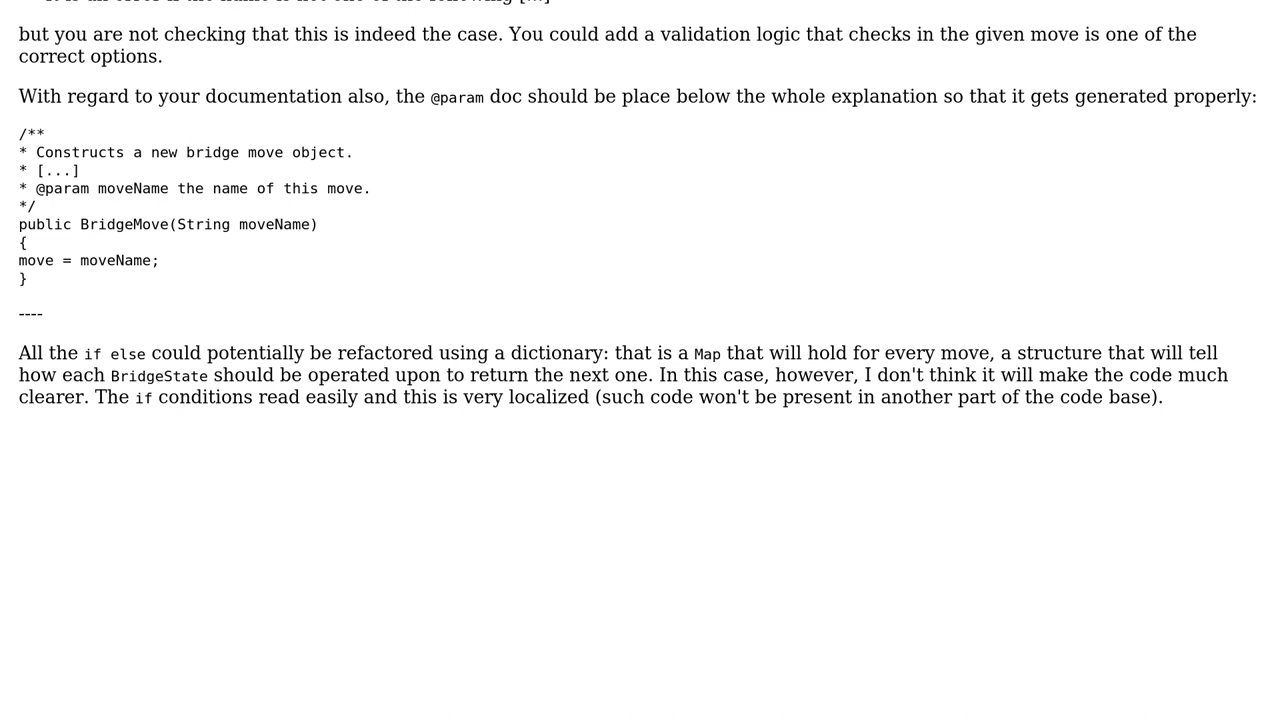 but you are not checking that this is indeed the case. You could add a validation logic that checks in the given move is one of the
correct options.
With regard to your documentation also, the @param doc should be place below the whole explanation so that it gets generated properly:
/**
* Constructs a new bridge move object.
* [...]
* @param moveName the name of this move.
*/
public BridgeMove(String moveName)
{
move = moveName;
}
----
All the if else could potentially be refactored using a dictionary: that is a Map that will hold for every move, a structure that will tell
how each BridgeState should be operated upon to return the next one. In this case, however, I don't think it will make the code much
clearer. The if conditions read easily and this is very localized (such code won't be present in another part of the code base).